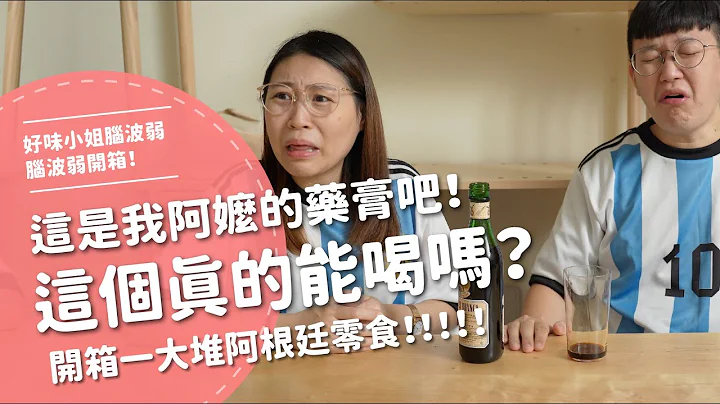 好味小姐腦波弱
腦波弱開箱！
這是我阿嬤的藥膏吧！
這個真的能喝嗎？
開箱一大堆阿根廷零食！！！！！
10